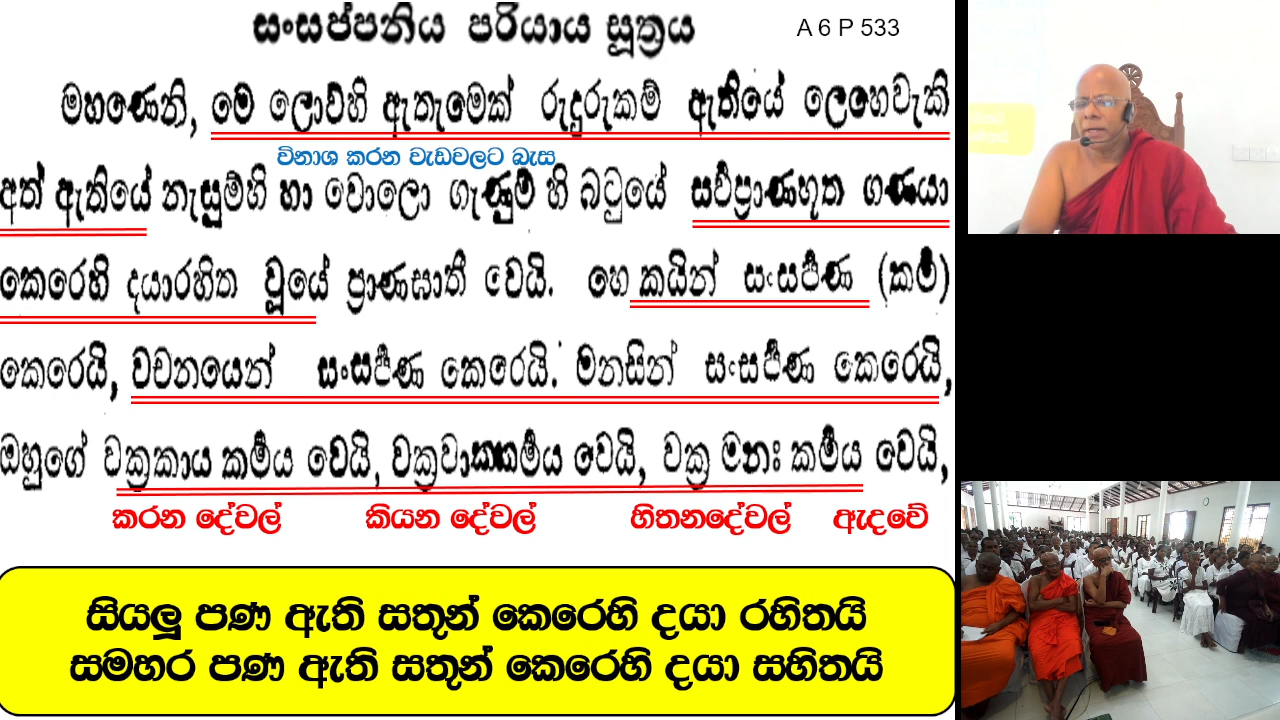 සංසප්පනිය පරියාය සූත්‍රය
A 6 P 533
මහණෙනි, මෙ ලොව්හි ඇතැමෙක් රුදුරුකම් ඇතියේ ලෙහෙවැකි
විනාශ කරන වැඩවලට බැස
අත් ඇතියේ නැසුම්හි හා වොලො ගැණුම් හි බටුයේ සර්‍වප්‍රාණභූත ගණයා
කෙරෙහි දයාරහිත වූයේ ප්‍රාණඝාතී වෙයි. හෙ කයින් සංසර්‍පණ (කර්‍ම)
කෙරෙයි, වචනයෙන් සංසර්‍පණ කෙරෙයි. මනසින් සංසර්‍පණ කෙරෙයි,
ඔහුගේ වක්‍රකාය කර්‍මය වෙයි, වක්‍රවාක්කර්‍මය වෙයි, වක්‍ර මනඃ කර්‍මය වෙයි,
කරන දේවල් කියන දේවල් හිතනදේවල් ඇදවේ
සියලු පණ ඇති සතුන් කෙරෙහි දයා රහිතයි
සමහර පණ ඇති සතුන් කෙරෙහි දයා සහිතයි